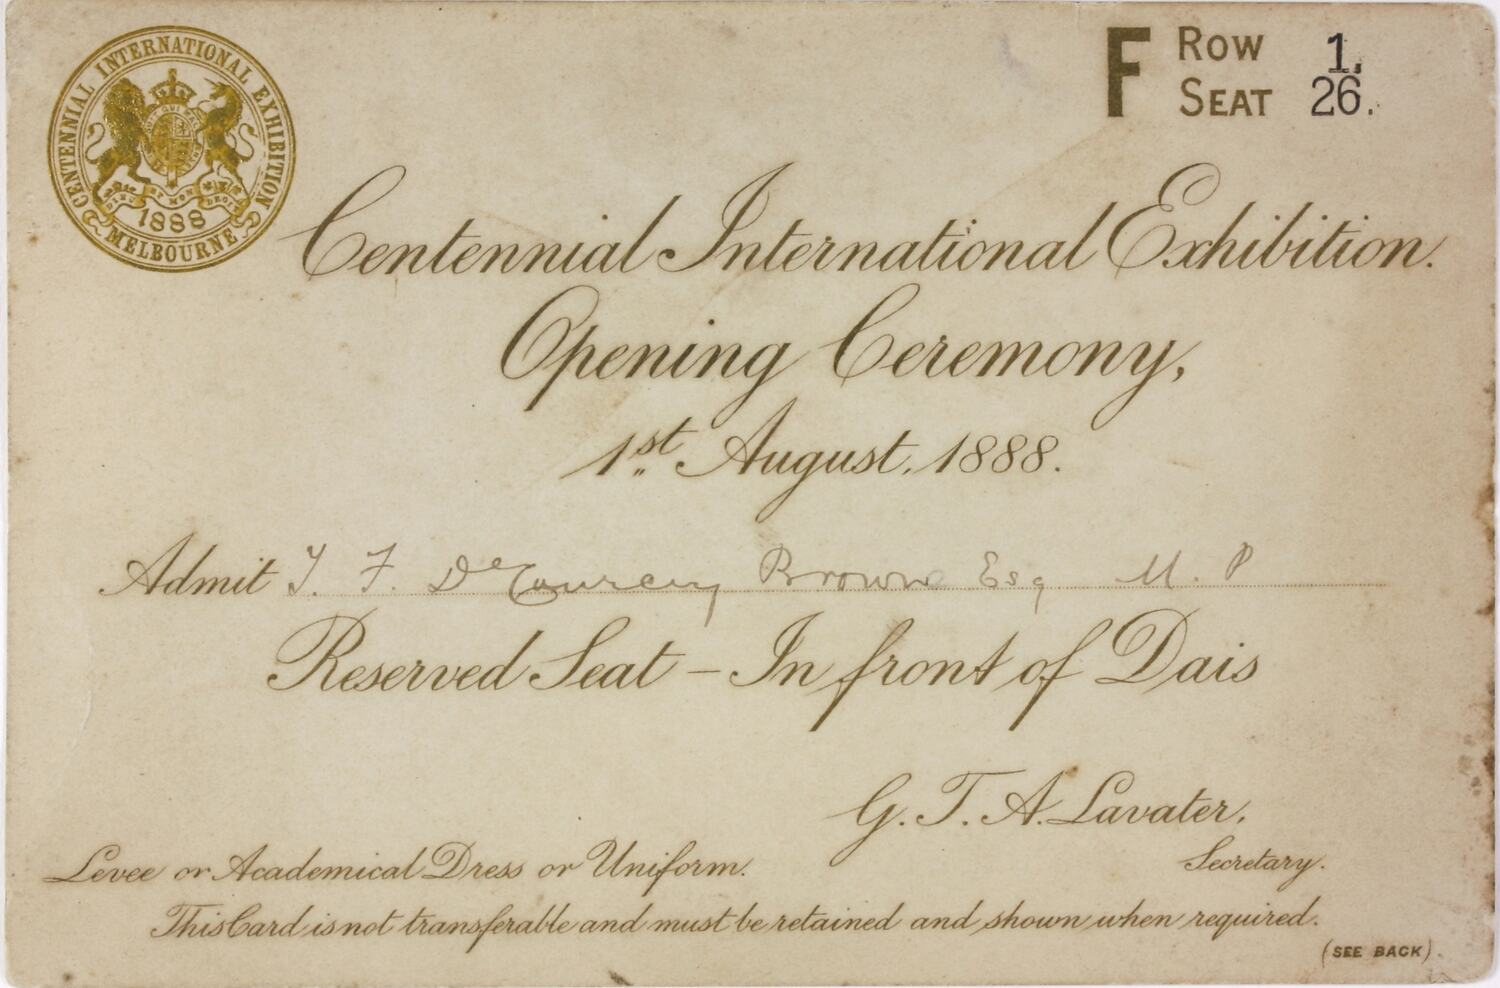 CENTENNIAL INTERNATIONAL EXHIBITION
1888
MELBOURNE
F Row 1.
Seat 26.
Centennial International Exhibition.
Opening Ceremony,
1st August, 1888.
Admit T. F. DeCourcy Browne Esq M. P
Reserved Seat – In front of Dais
G. T. A. Lavater,
Secretary.
Levee or Academical Dress or Uniform.
This Card is not transferable and must be retained and shown when required.
(SEE BACK).